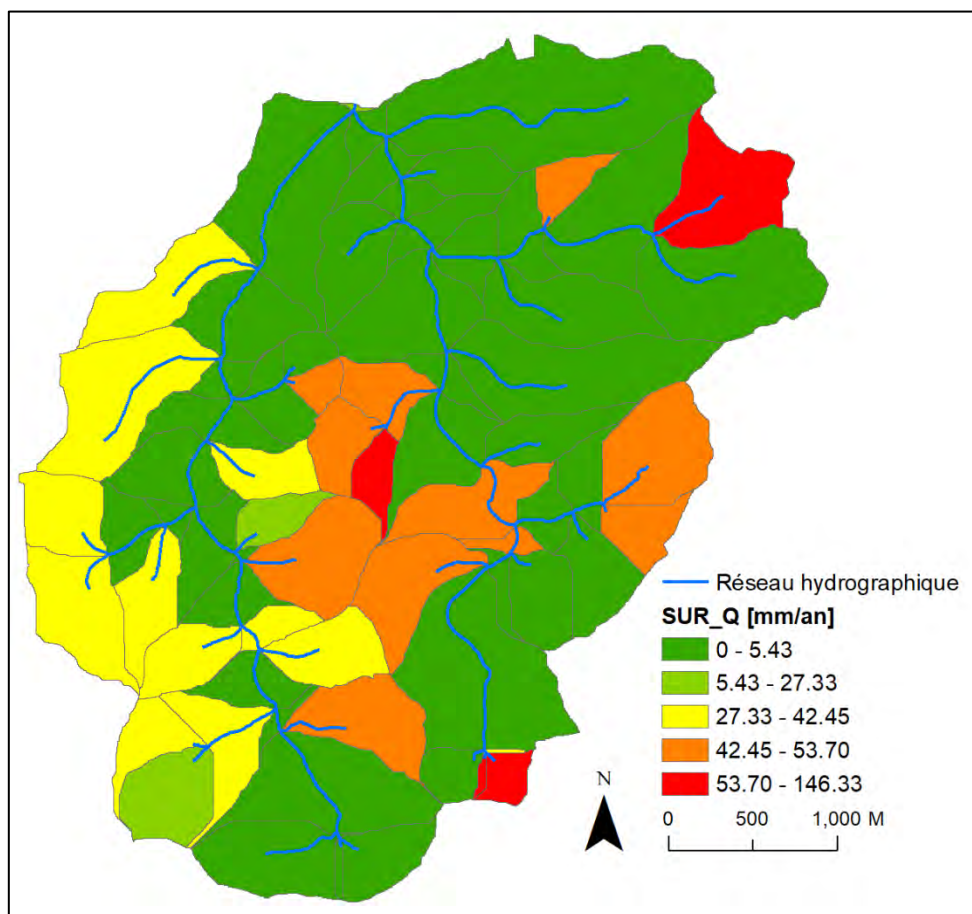 Réseau hydrographique
SUR_Q [mm/an]
0 - 5.43
5.43 - 27.33
27.33 - 42.45
42.45 - 53.70
53.70 - 146.33
N
0 500 1,000 M